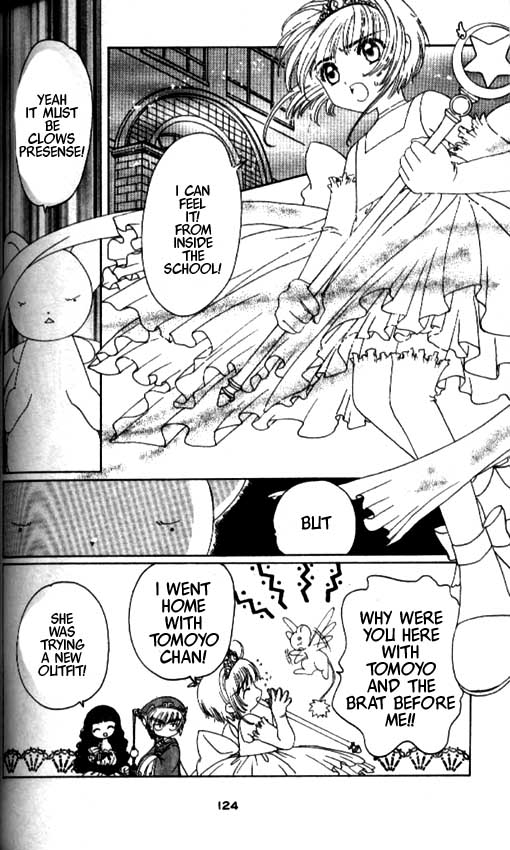 I CAN
FEEL
IT!
FROM
INSIDE
THE
SCHOOL!
YEAH
IT MUST
BE
CLOWS
PRESENSE!
BUT
WHY WERE
YOU HERE
WITH
TOMOYO
AND THE
BRAT BEFORE
ME!!
I WENT
HOME
WITH
TOMOYO
CHAN!
SHE
WAS
TRYING
A NEW
OUTFIT!
124